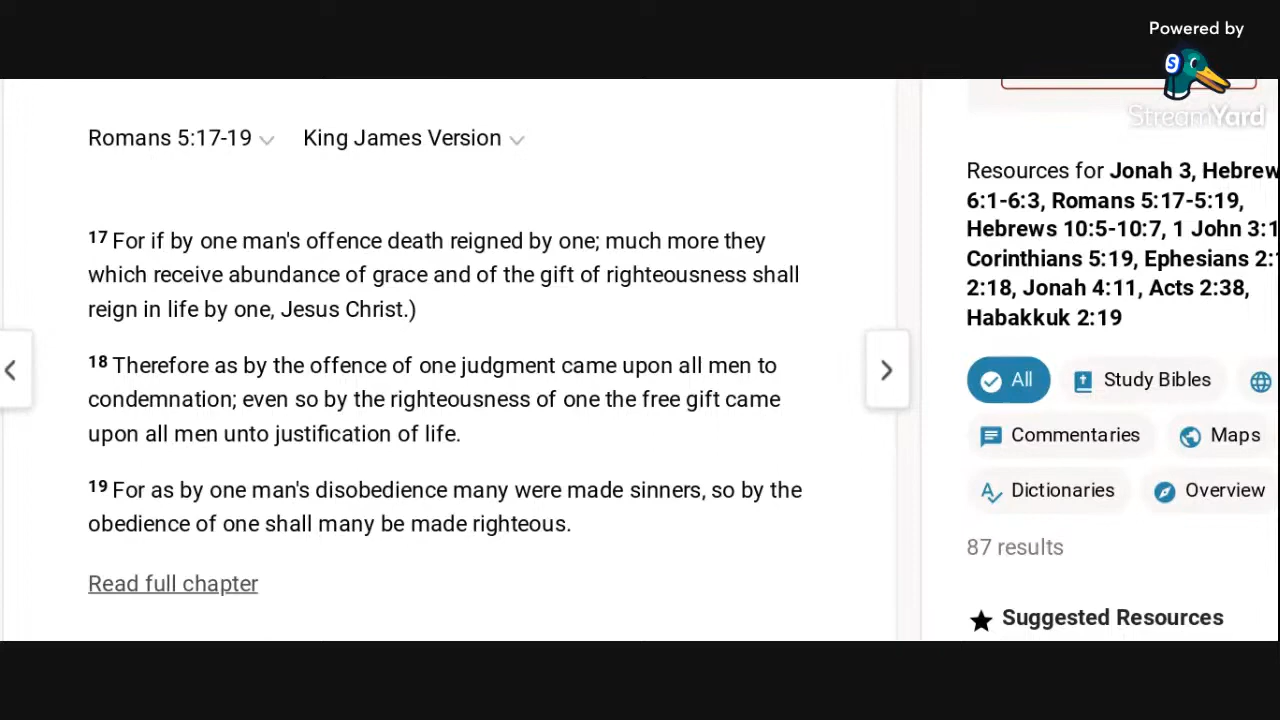 Powered by
S
StreamYard
Romans 5:17-19 King James Version
17 For if by one man's offence death reigned by one; much more they
which receive abundance of grace and of the gift of righteousness shall
reign in life by one, Jesus Christ.)
18 Therefore as by the offence of one judgment came upon all men to
condemnation; even so by the righteousness of one the free gift came
upon all men unto justification of life.
19 For as by one man's disobedience many were made sinners, so by the
obedience of one shall many be made righteous.
Read full chapter
Resources for Jonah 3, Hebrew
6:1-6:3, Romans 5:17-5:19,
Hebrews 10:5-10:7, 1 John 3:1
Corinthians 5:19, Ephesians 2:
2:18, Jonah 4:11, Acts 2:38,
Habakkuk 2:19
All Study Bibles
Commentaries Maps
Dictionaries Overview
87 results
Suggested Resources